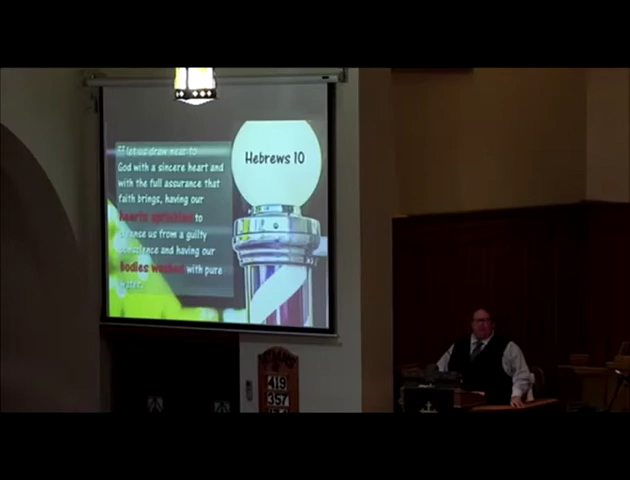 Hebrews 10
22 let us draw near to
God with a sincere heart and
with the full assurance that
faith brings, having our
hearts sprinkled to
cleanse us from a guilty
conscience and having our
bodies washed with pure
water.
HYMNS
419
357